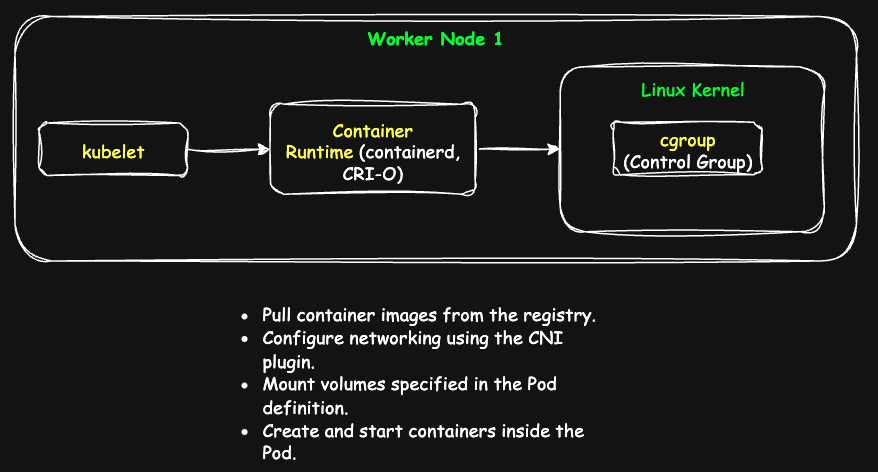 Worker Node 1
Linux Kernel
kubelet
Container
Runtime (containerd,
CRI-O)
cgroup
(Control Group)
• Pull container images from the registry.
• Configure networking using the CNI
plugin.
• Mount volumes specified in the Pod
definition.
• Create and start containers inside the
Pod.